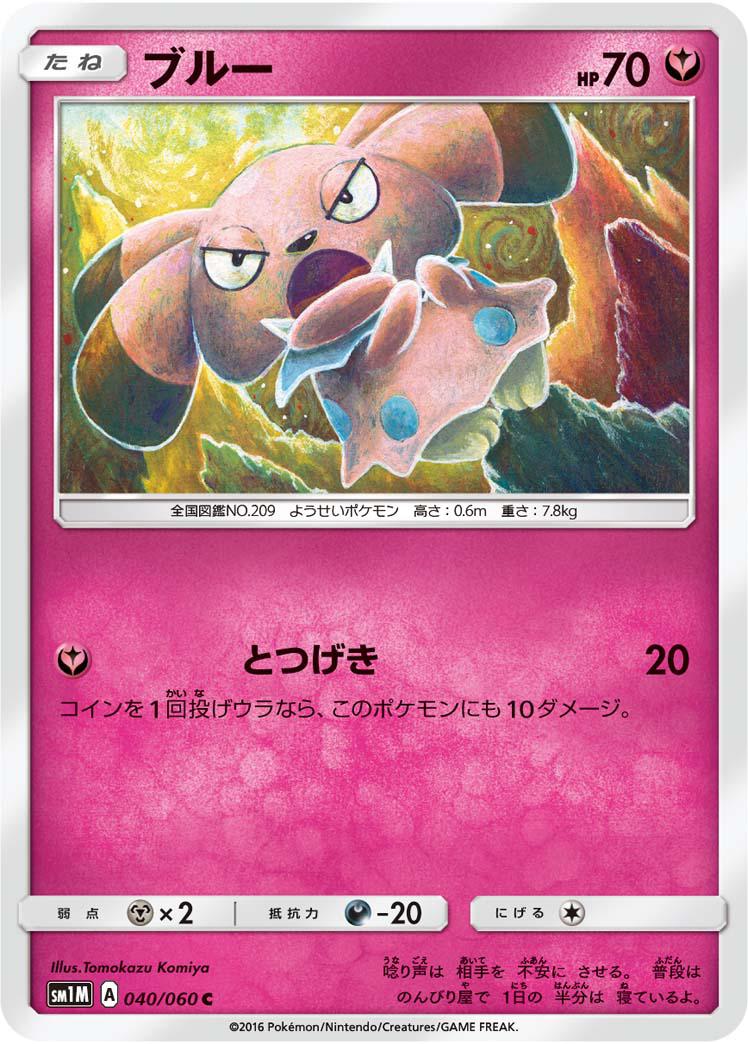 たね ブルー HP70
全国図鑑NO.209 ようせいポケモン 高さ：0.6m 重さ：7.8kg
とつげき 20
コインを1回投げウラなら、このポケモンにも10ダメージ。
弱点 ×2 抵抗力 -20 にげる
Illus.Tomokazu Komiya
唸り声は 相手を 不安に させる。 普段は
のんびり屋で 1日の 半分は 寝ているよ。
SM1M A 040/060 C
©2016 Pokémon/Nintendo/Creatures/GAME FREAK.